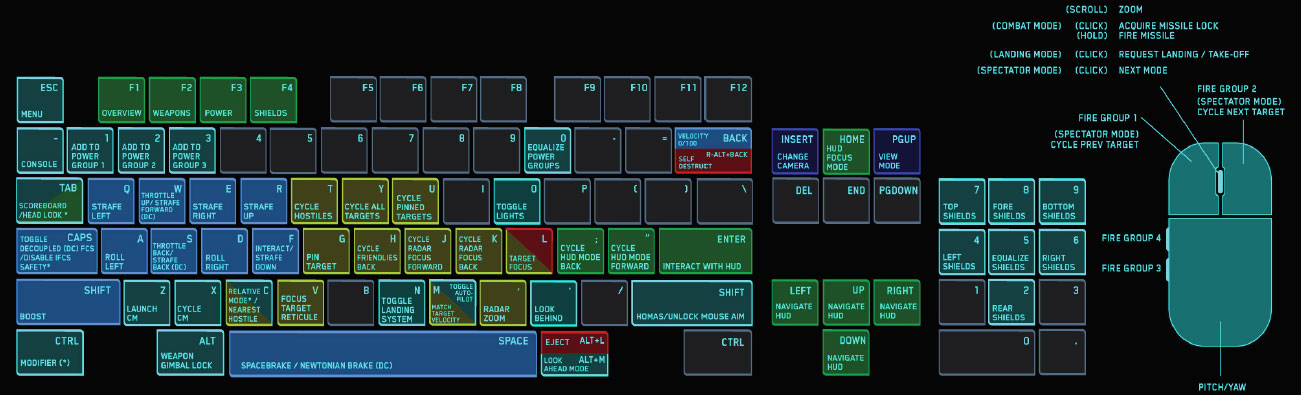 (SCROLL) ZOOM
(COMBAT MODE) (CLICK) ACQUIRE MISSILE LOCK
(HOLD) FIRE MISSILE
(LANDING MODE) (CLICK) REQUEST LANDING / TAKE-OFF
(SPECTATOR MODE) (CLICK) NEXT MODE
FIRE GROUP 2
(SPECTATOR MODE)
CYCLE NEXT TARGET
FIRE GROUP 1
(SPECTATOR MODE)
CYCLE PREV TARGET
FIRE GROUP 4
FIRE GROUP 3
PITCH/YAW
ESC
MENU
F1
OVERVIEW
F2
WEAPONS
F3
POWER
F4
SHIELDS
F5
F6
F7
F8
F9
F10
F11
F12
~
CONSOLE
1
ADD TO
POWER
GROUP 1
2
ADD TO
POWER
GROUP 2
3
ADD TO
POWER
GROUP 3
4
5
6
7
8
9
0
EQUALIZE
POWER
GROUPS
-
=
VELOCITY
0/100
BACK
R-ALT+BACK
SELF
DESTRUCT
INSERT
CHANGE
CAMERA
HOME
HUD
FOCUS
MODE
PGUP
VIEW
MODE
TAB
SCOREBOARD
/HEAD LOOK *
Q
STRAFE
LEFT
W
THROTTLE
UP/ STRAFE
FORWARD
(DC)
E
STRAFE
RIGHT
R
STRAFE
UP
T
CYCLE
HOSTILES
Y
CYCLE ALL
TARGETS
U
CYCLE
PINNED
TARGETS
I
O
TOGGLE
LIGHTS
P
[
]
\
DEL
END
PGDOWN
7
TOP
SHIELDS
8
FORE
SHIELDS
9
BOTTOM
SHIELDS
CAPS
TOGGLE
DECOUPLED (DC) FCS
/DISABLE IFCS
SAFETY*
A
ROLL
LEFT
S
THROTTLE
BACK/
STRAFE
BACK (DC)
D
ROLL
RIGHT
F
INTERACT/
STRAFE
DOWN
G
PIN
TARGET
H
CYCLE
FRIENDLIES
BACK
J
CYCLE
RADAR
FOCUS
FORWARD
K
CYCLE
RADAR
FOCUS
BACK
L
TARGET
FOCUS
;
CYCLE
HUD MODE
BACK
"
CYCLE
HUD MODE
FORWARD
ENTER
INTERACT WITH HUD
4
LEFT
SHIELDS
5
EQUALIZE
SHIELDS
6
RIGHT
SHIELDS
SHIFT
BOOST
Z
LAUNCH
CM
X
CYCLE
CM
C
RELATIVE
MODE* /
NEAREST
HOSTILE
V
FOCUS
TARGET
RETICULE
B
N
TOGGLE
LANDING
SYSTEM
M
TOGGLE
AUTO-
PILOT
MATCH
TARGET
VELOCITY
,
RADAR
ZOOM
.
LOOK
BEHIND
/
SHIFT
HOMAS/UNLOCK MOUSE AIM
LEFT
NAVIGATE
HUD
UP
NAVIGATE
HUD
RIGHT
NAVIGATE
HUD
1
2
REAR
SHIELDS
3
CTRL
MODIFIER (*)
ALT
WEAPON
GIMBAL LOCK
SPACE
SPACEBRAKE / NEWTONIAN BRAKE (DC)
EJECT ALT+L
LOOK ALT+M
AHEAD MODE
CTRL
DOWN
NAVIGATE
HUD
0
.